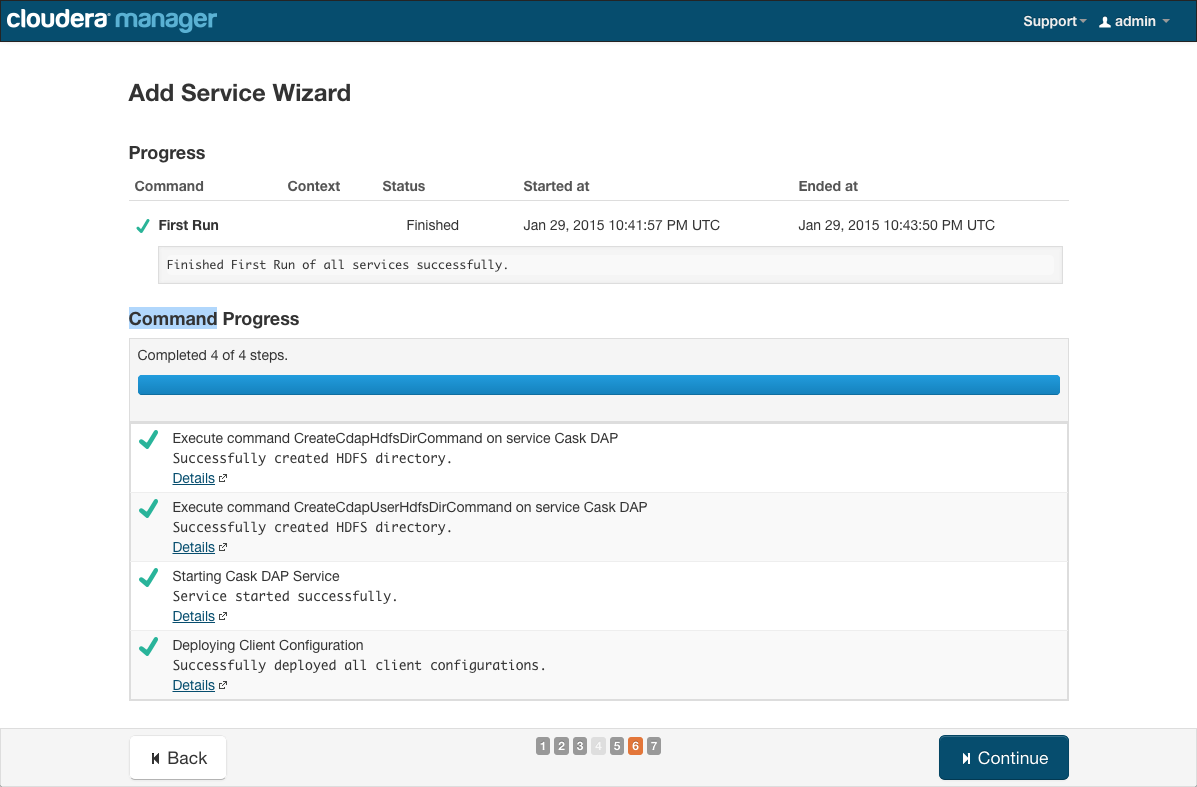 cloudera manager
Support admin
Add Service Wizard
Progress
Command Context Status Started at Ended at
First Run Finished Jan 29, 2015 10:41:57 PM UTC Jan 29, 2015 10:43:50 PM UTC
Finished First Run of all services successfully.
Command Progress
Completed 4 of 4 steps.
Execute command CreateCdapHdfsDirCommand on service Cask DAP
Successfully created HDFS directory.
Details
Execute command CreateCdapUserHdfsDirCommand on service Cask DAP
Successfully created HDFS directory.
Details
Starting Cask DAP Service
Service started successfully.
Details
Deploying Client Configuration
Successfully deployed all client configurations.
Details
Back 1 2 3 4 5 6 7 Continue